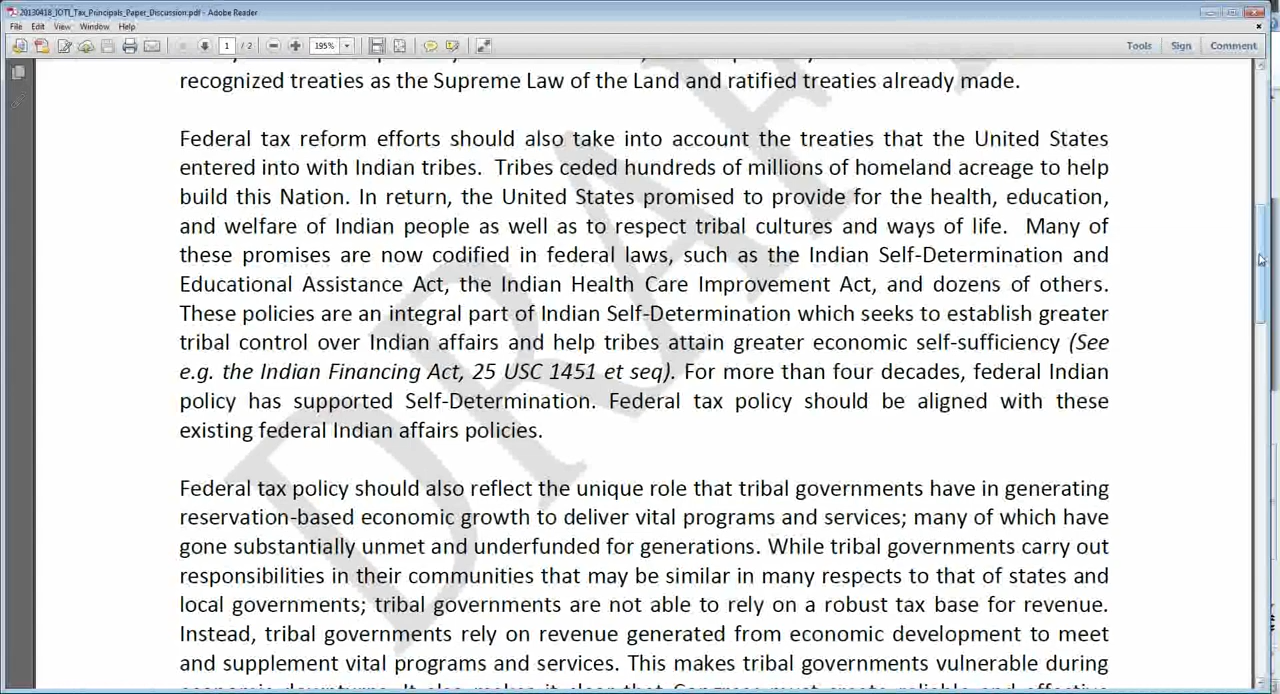 20130418_JOTI_Tax_Principals_Paper_Discussion.pdf - Adobe Reader
File Edit View Window Help
1 / 2 195% Tools Sign Comment
recognized treaties as the Supreme Law of the Land and ratified treaties already made.
Federal tax reform efforts should also take into account the treaties that the United States
entered into with Indian tribes. Tribes ceded hundreds of millions of homeland acreage to help
build this Nation. In return, the United States promised to provide for the health, education,
and welfare of Indian people as well as to respect tribal cultures and ways of life. Many of
these promises are now codified in federal laws, such as the Indian Self-Determination and
Educational Assistance Act, the Indian Health Care Improvement Act, and dozens of others.
These policies are an integral part of Indian Self-Determination which seeks to establish greater
tribal control over Indian affairs and help tribes attain greater economic self-sufficiency (See
e.g. the Indian Financing Act, 25 USC 1451 et seq). For more than four decades, federal Indian
policy has supported Self-Determination. Federal tax policy should be aligned with these
existing federal Indian affairs policies.
Federal tax policy should also reflect the unique role that tribal governments have in generating
reservation-based economic growth to deliver vital programs and services; many of which have
gone substantially unmet and underfunded for generations. While tribal governments carry out
responsibilities in their communities that may be similar in many respects to that of states and
local governments; tribal governments are not able to rely on a robust tax base for revenue.
Instead, tribal governments rely on revenue generated from economic development to meet
and supplement vital programs and services. This makes tribal governments vulnerable during